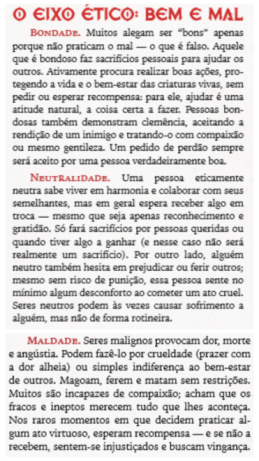 O EIXO ÉTICO: BEM E MAL
BONDADE. Muitos alegam ser "bons" apenas
porque não praticam o mal — o que é falso. Aquele
que é bondoso faz sacrifícios pessoais para ajudar os
outros. Ativamente procura realizar boas ações, pro-
tegendo a vida e o bem-estar das criaturas vivas, sem
pedir ou esperar recompensa: para ele, ajudar é uma
atitude natural, a coisa certa a fazer. Pessoas bon-
dosas também demonstram clemência, aceitando a
rendição de um inimigo e tratando-o com compaixão
ou mesmo gentileza. Um pedido de perdão sempre
será aceito por uma pessoa verdadeiramente boa.
NEUTRALIDADE. Uma pessoa eticamente
neutra sabe viver em harmonia e colaborar com seus
semelhantes, mas em geral espera receber algo em
troca — mesmo que seja apenas reconhecimento e
gratidão. Só fará sacrifícios por pessoas queridas ou
quando tiver algo a ganhar (e nesse caso não será
realmente um sacrifício). Por outro lado, alguém
neutro também hesita em prejudicar ou ferir outros;
mesmo sem risco de punição, essa pessoa sente no
mínimo algum desconforto ao cometer um ato cruel.
Seres neutros podem às vezes causar sofrimento a
alguém, mas não de forma rotineira.
MALDADE. Seres malignos provocam dor, morte
e angústia. Podem fazê-lo por crueldade (prazer com
a dor alheia) ou simples indiferença ao bem-estar
de outros. Magoam, ferem e matam sem restrições.
Muitos são incapazes de compaixão; acham que os
fracos e ineptos merecem tudo que lhes aconteça.
Nos raros momentos em que decidem praticar al-
gum ato virtuoso, esperam recompensa — e se não a
recebem, sentem-se injustiçados e buscam vingança.